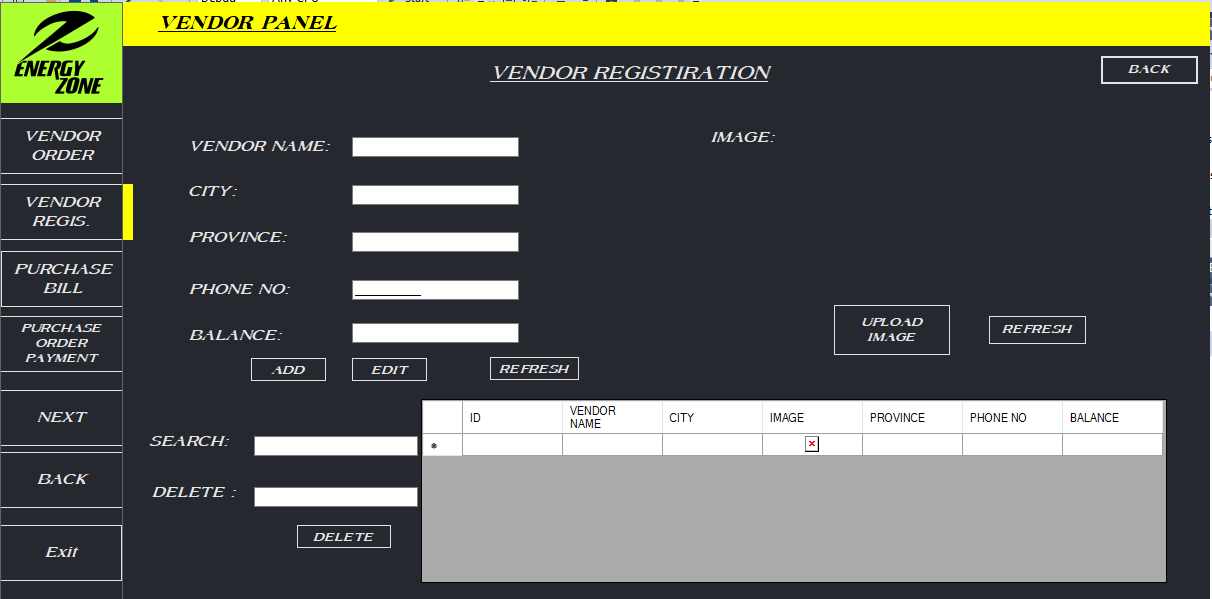 VENDOR PANEL
ENERGY
ZONE
VENDOR REGISTIRATION
BACK
VENDOR
ORDER
VENDOR
REGIS.
PURCHASE
BILL
PURCHASE
ORDER
PAYMENT
NEXT
BACK
Exit
VENDOR NAME:
IMAGE:
CITY:
PROVINCE:
PHONE NO:
BALANCE:
UPLOAD
IMAGE
REFRESH
ADD
EDIT
REFRESH
SEARCH:
DELETE :
DELETE
ID
VENDOR
NAME
CITY
IMAGE
PROVINCE
PHONE NO
BALANCE